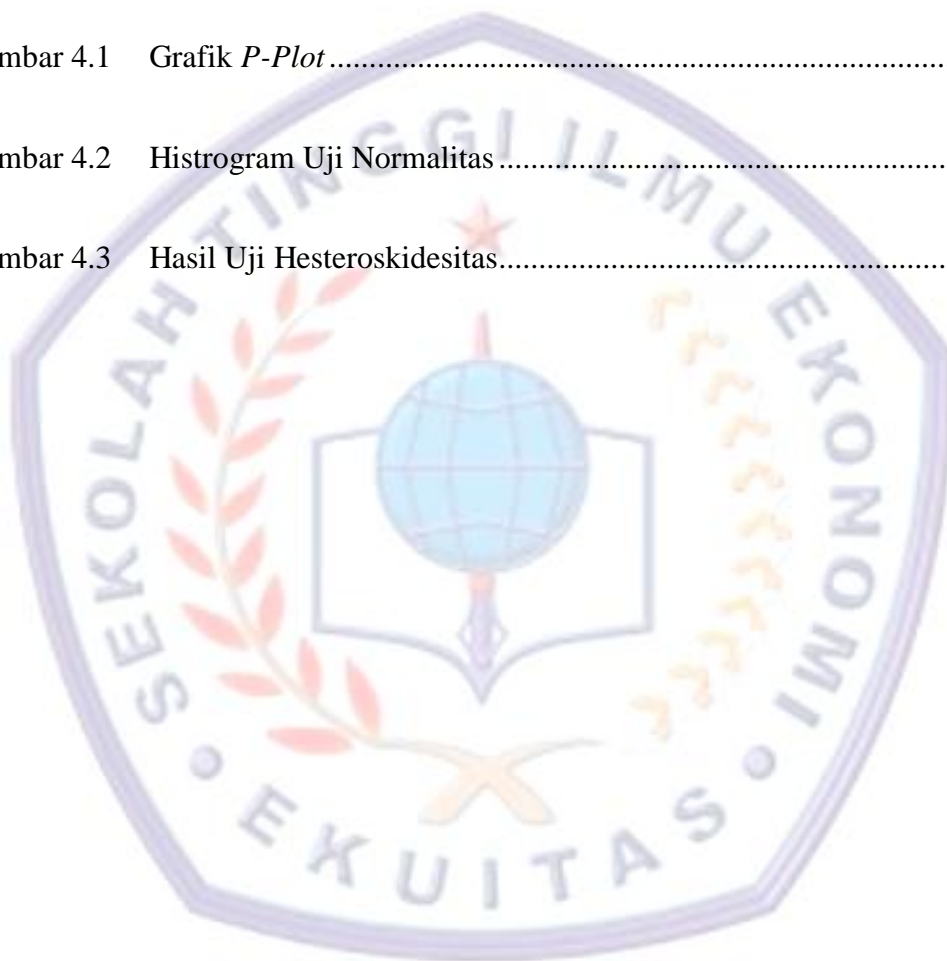 mbar 4.1 Grafik P-Plot........................................................................
mbar 4.2 Histrogram Uji Normalitas....................................................
mbar 4.3 Hasil Uji Hesteroskidesitas....................................................
SEKOLAH TINGGI ILMU EKONOMI
• EKUITAS •